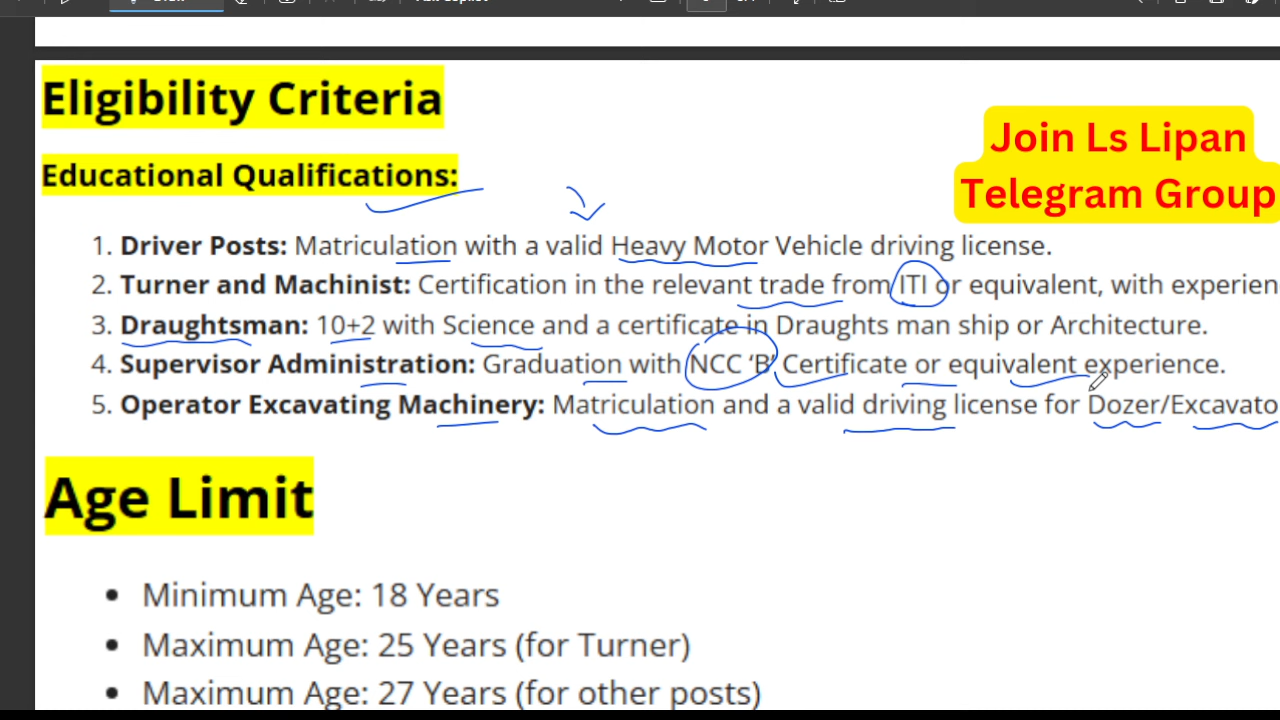 Eligibility Criteria
Join Ls Lipan
Telegram Group
Educational Qualifications:
1. Driver Posts: Matriculation with a valid Heavy Motor Vehicle driving license.
2. Turner and Machinist: Certification in the relevant trade from ITI or equivalent, with experien
3. Draughtsman: 10+2 with Science and a certificate in Draughts man ship or Architecture.
4. Supervisor Administration: Graduation with NCC ‘B’ Certificate or equivalent experience.
5. Operator Excavating Machinery: Matriculation and a valid driving license for Dozer/Excavato
Age Limit
• Minimum Age: 18 Years
• Maximum Age: 25 Years (for Turner)
• Maximum Age: 27 Years (for other posts)